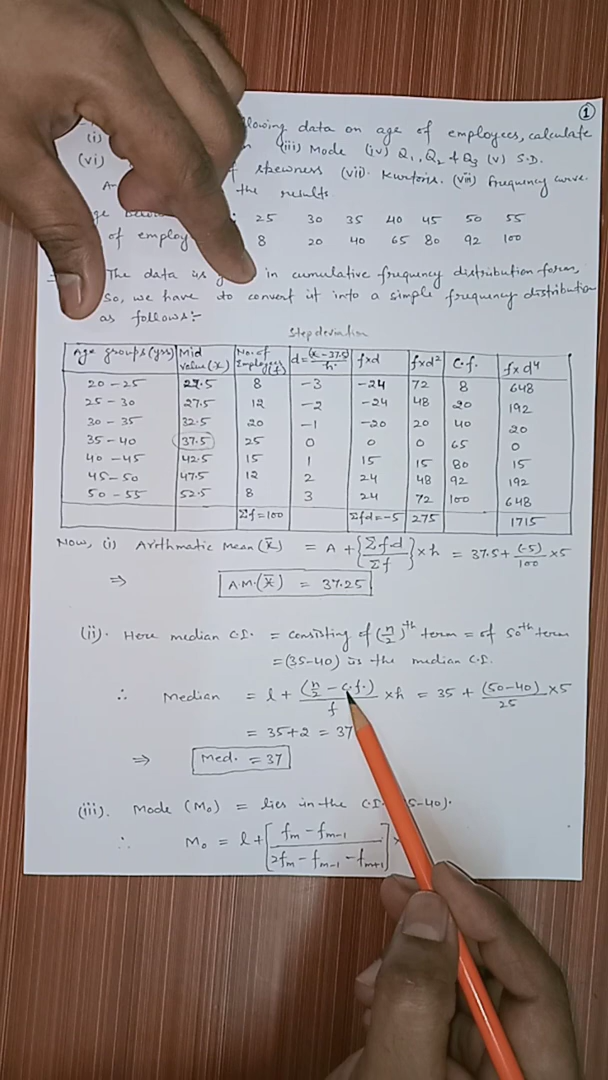 ①
lowing data on age of employees, calculate
(i) (iii) Mode (iv) Q₁, Q₂ & Q₃ (v) S.D.
(vi) skewness (vii). Kurtosis. (viii) frequency curve.
the results
25 30 35 40 45 50 55
of employ 8 20 40 65 80 92 100
The data is in cumulative frequency distribution form,
So, we have to convert it into a simple frequency distribution
as follows:-
Step deviation
Age groups (yrs) Mid value (x) No. of Employees (f) d = (x-37.5)/h f×d f×d² C.f. f×d⁴
20-25 22.5 8 -3 -24 72 8 648
25-30 27.5 12 -2 -24 48 20 192
30-35 32.5 20 -1 -20 20 40 20
35-40 37.5 25 0 0 0 65 0
40-45 42.5 15 1 15 15 80 15
45-50 47.5 12 2 24 48 92 192
50-55 52.5 8 3 24 72 100 648
Σf=100 Σfd=-5 275 1715
Now, (i) Arithmatic Mean (x̄) = A + {Σfd/Σf} × h = 37.5 + (-5)/100 × 5
⇒ A.M.(x̄) = 37.25
(ii). Here median C.I. = consisting of (n/2)th term = of 50th term
= (35-40) is the median C.I.
∴ Median = l + (n/2 - c.f.)/f × h = 35 + (50-40)/25 × 5
= 35+2 = 37
⇒ Med. = 37
(iii). Mode (Mo) = lies in the C.I. 5-40).
∴ Mo = l + [fm - fm-1 / 2fm - fm-1 - fm+1] ×